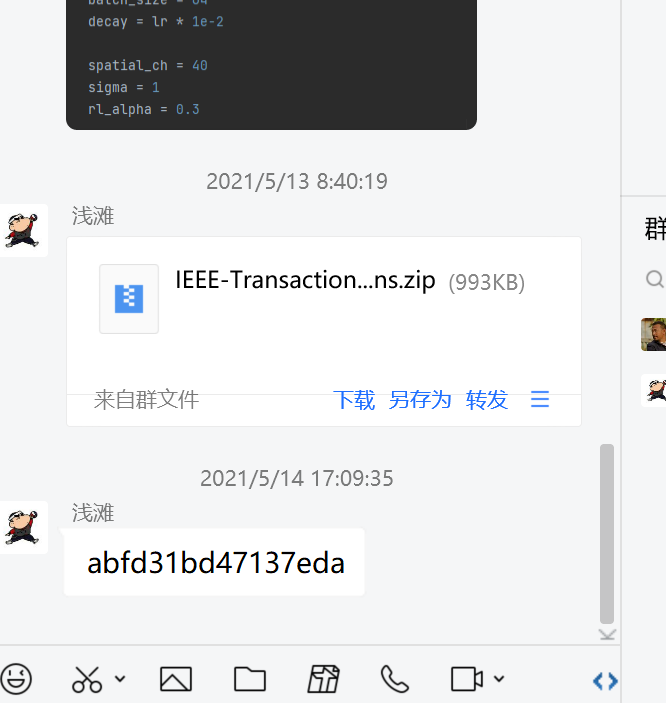 batch_size = 64
decay = lr * 1e-2
spatial_ch = 40
sigma = 1
rl_alpha = 0.3
2021/5/13 8:40:19
浅滩
IEEE-Transaction...ns.zip (993KB)
来自群文件 下载 另存为 转发
2021/5/14 17:09:35
浅滩
abfd31bd47137eda
群